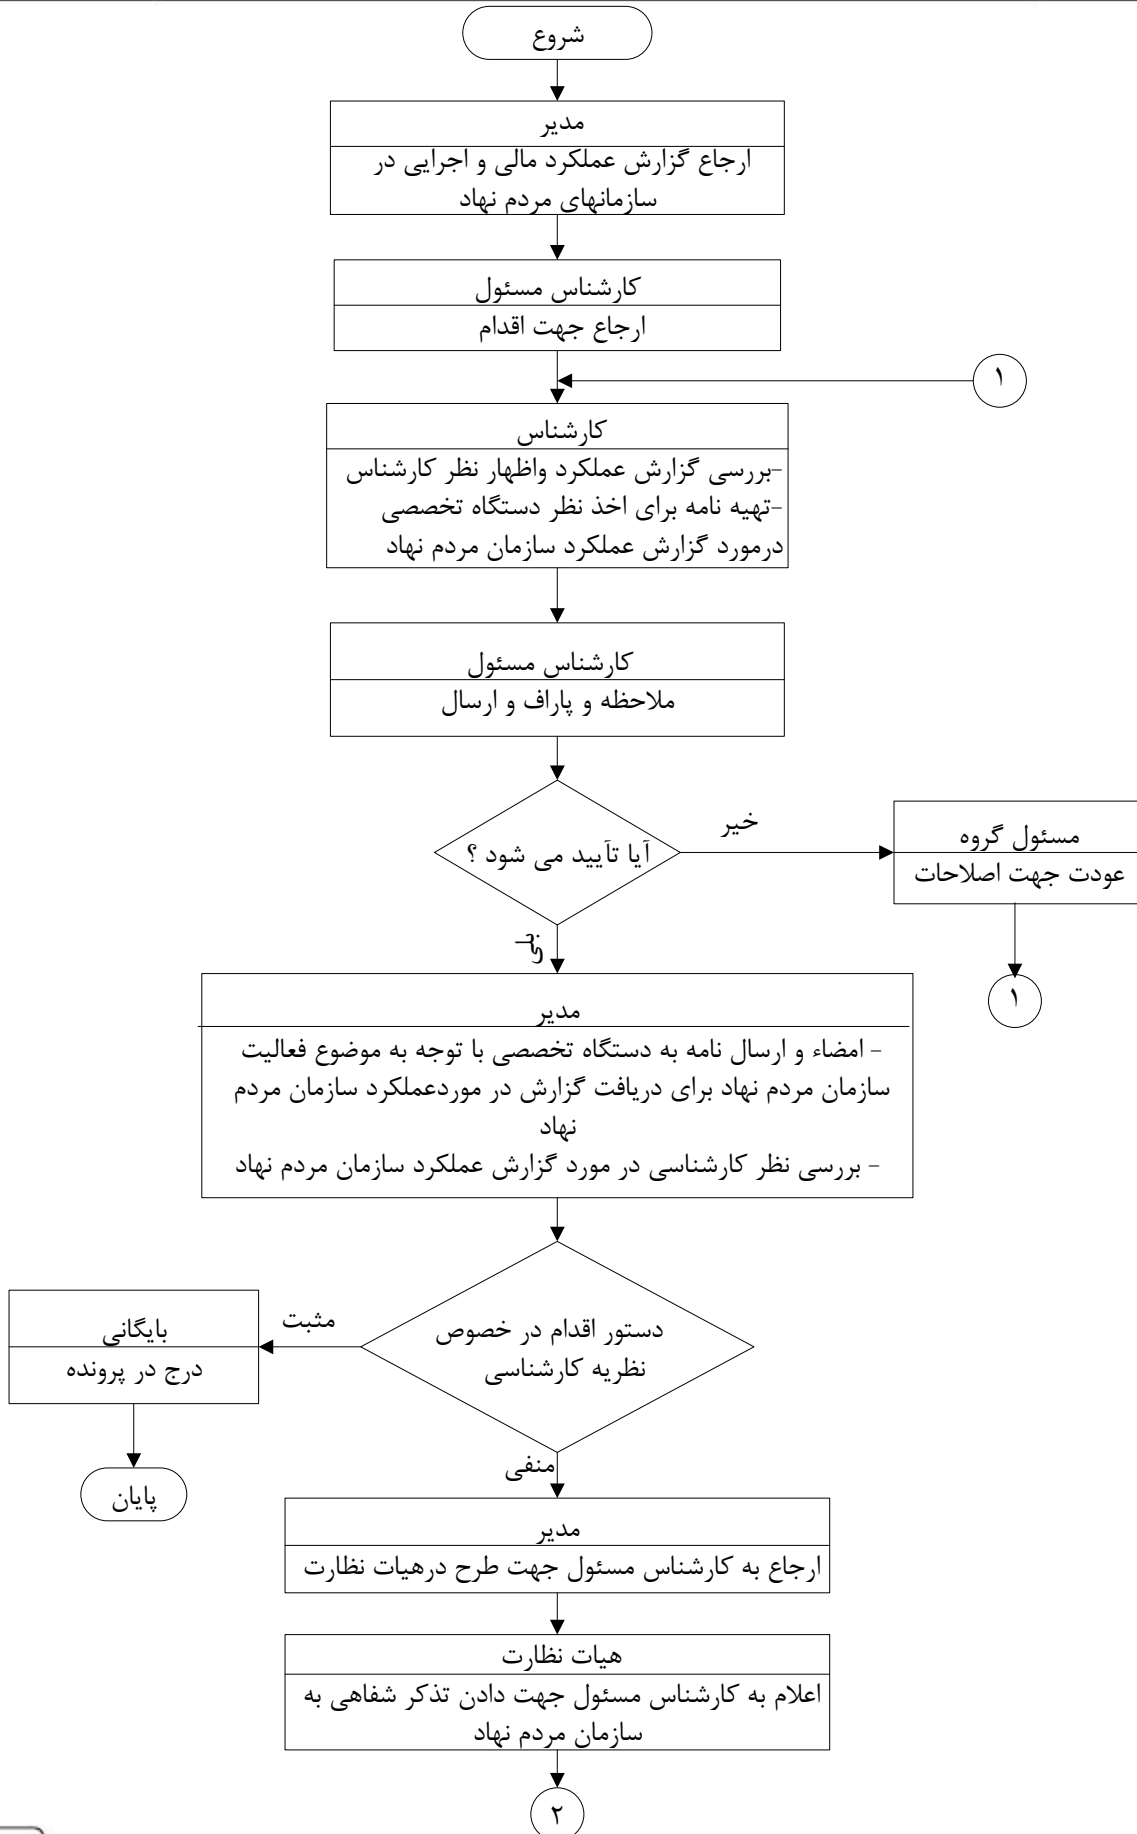 شروع
مدیر
ارجاع گزارش عملکرد مالی و اجرایی در
سازمانهای مردم نهاد
کارشناس مسئول
ارجاع جهت اقدام
۱
کارشناس
-بررسی گزارش عملکرد واظهار نظر کارشناس
-تهیه نامه برای اخذ نظر دستگاه تخصصی
درمورد گزارش عملکرد سازمان مردم نهاد
کارشناس مسئول
ملاحظه و پاراف و ارسال
آیا تآیید می شود ؟
خیر
مسئول گروه
عودت جهت اصلاحات
۱
بلی
مدیر
- امضاء و ارسال نامه به دستگاه تخصصی با توجه به موضوع فعالیت
سازمان مردم نهاد برای دریافت گزارش در موردعملکرد سازمان مردم
نهاد
- بررسی نظر کارشناسی در مورد گزارش عملکرد سازمان مردم نهاد
دستور اقدام در خصوص
نظریه کارشناسی
مثبت
بایگانی
درج در پرونده
پایان
منفی
مدیر
ارجاع به کارشناس مسئول جهت طرح درهیات نظارت
هیات نظارت
اعلام به کارشناس مسئول جهت دادن تذکر شفاهی به
سازمان مردم نهاد
۲